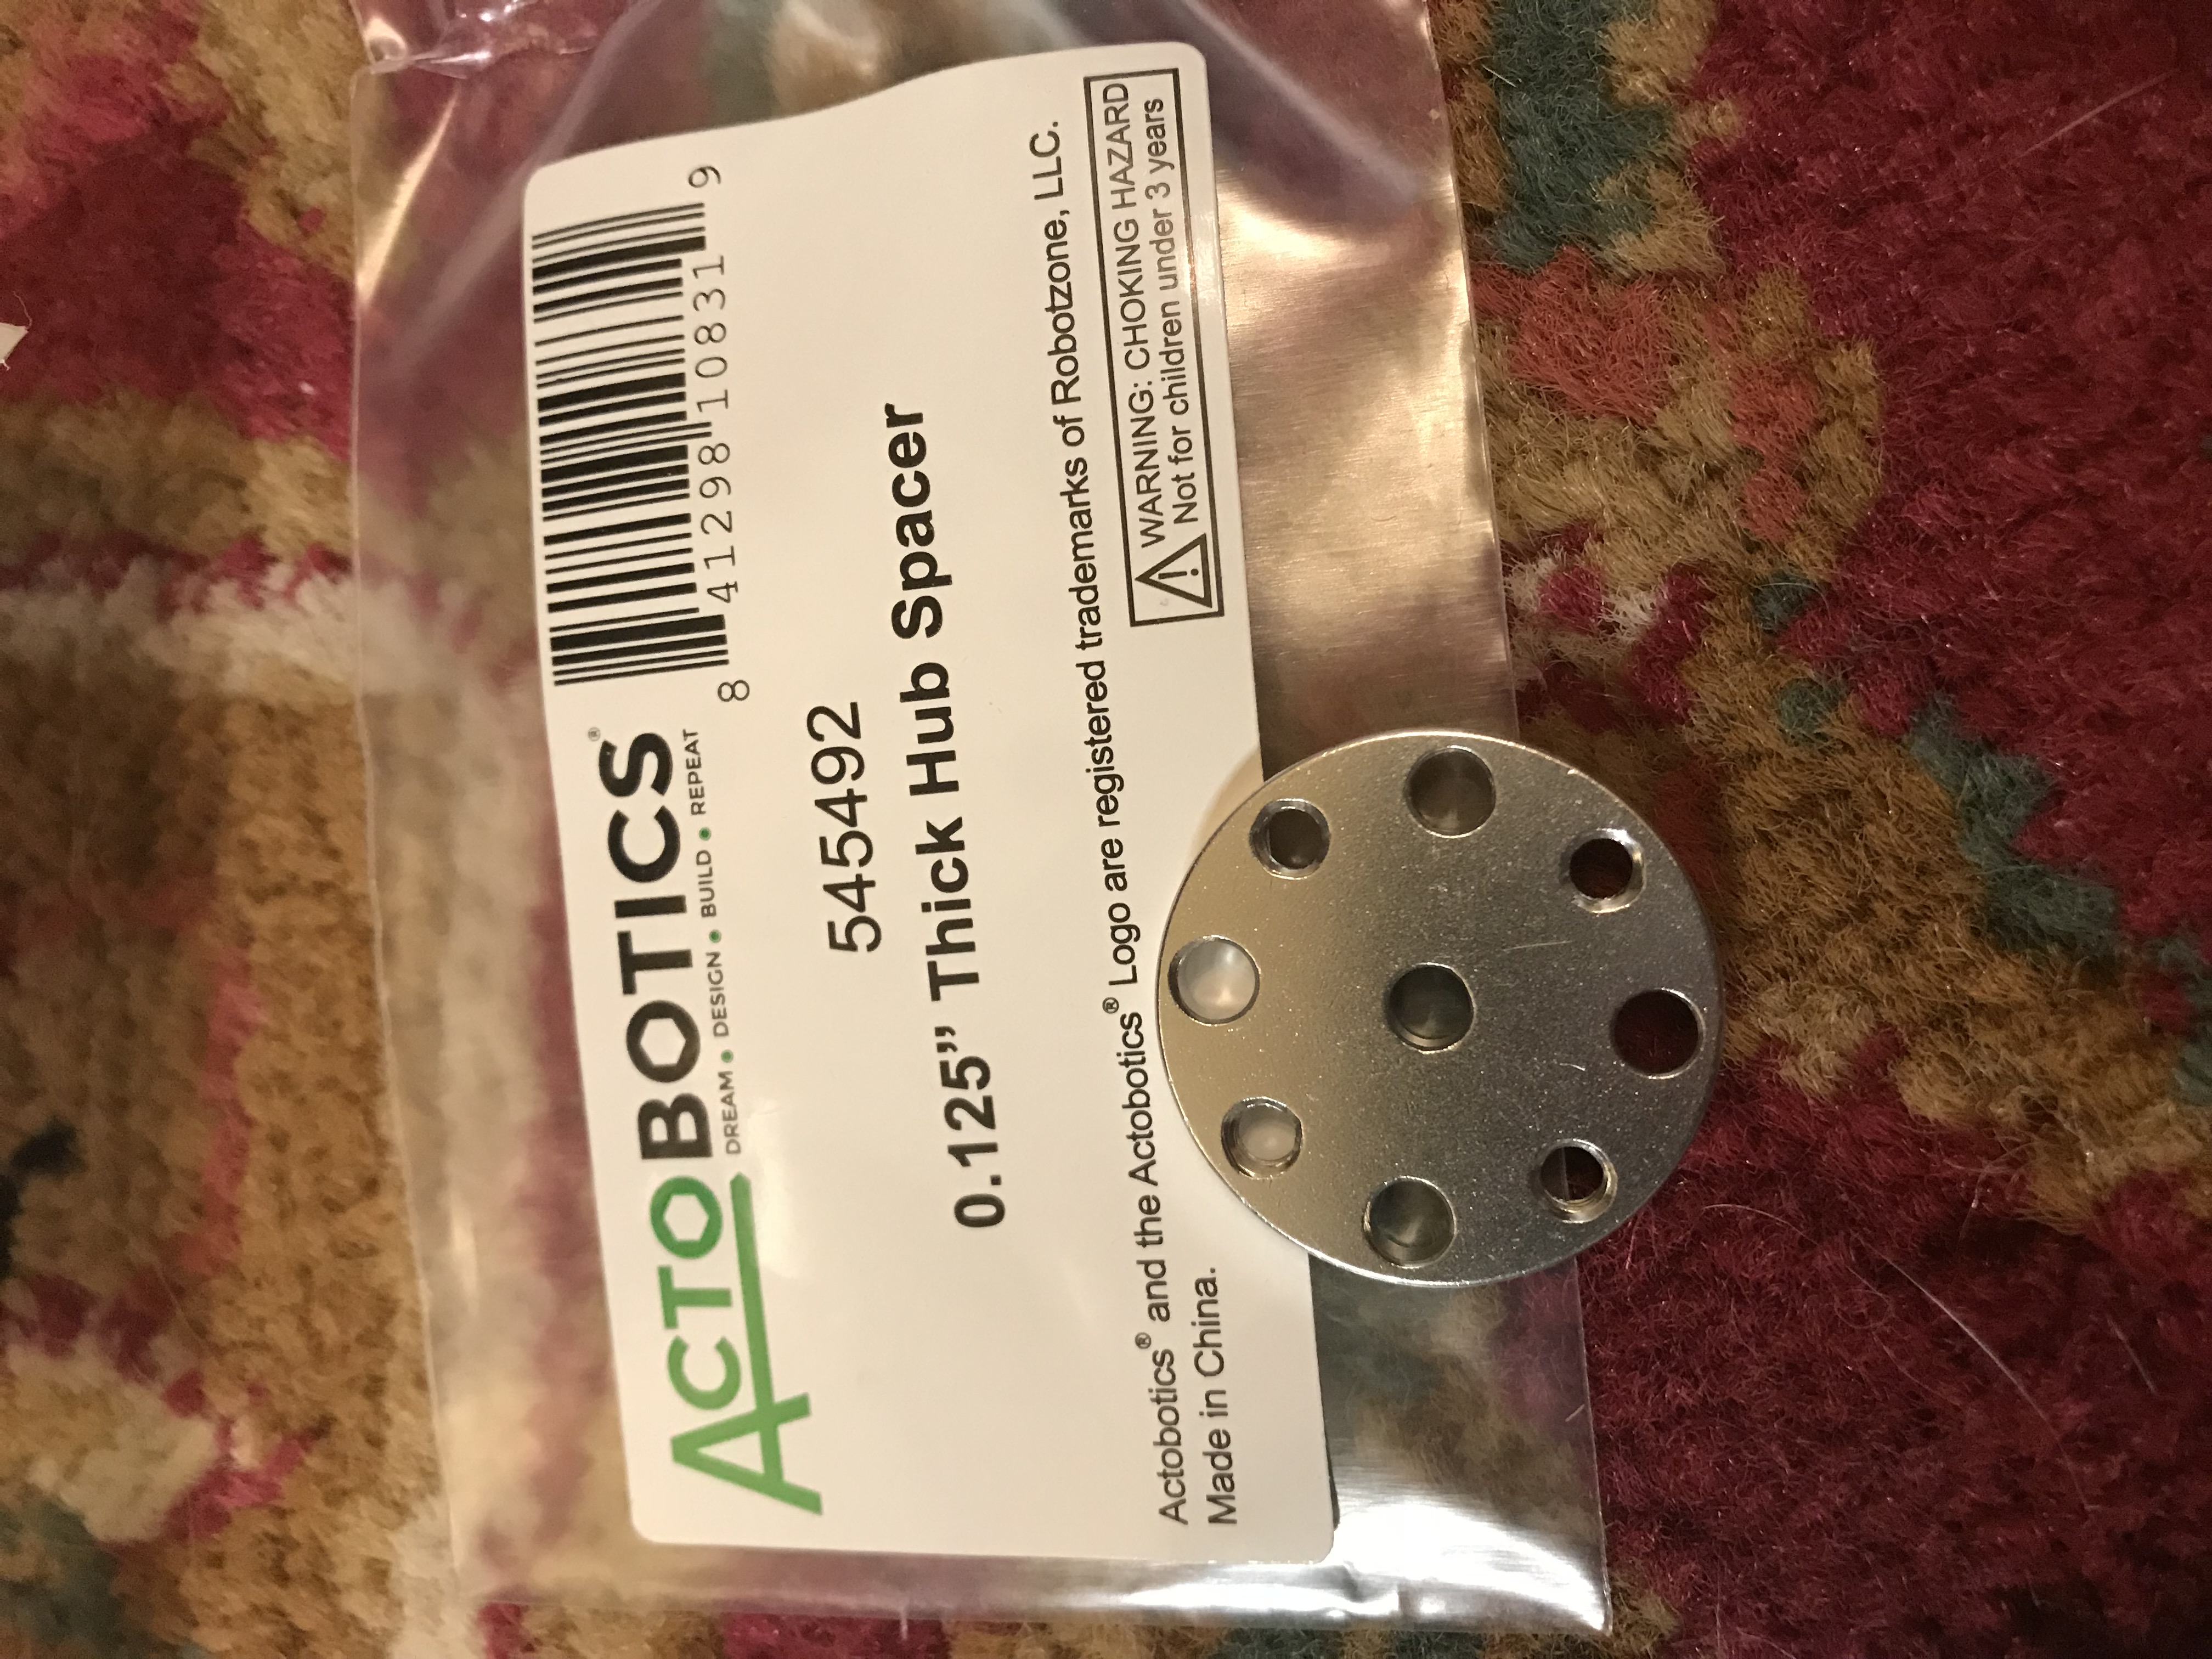 ACTOBOTICS®
DREAM • DESIGN • BUILD • REPEAT
8 41298 10831 9
545492
0.125” Thick Hub Spacer
Actobotics® and the Actobotics® Logo are registered trademarks of Robotzone, LLC.
Made in China.
WARNING: CHOKING HAZARD
Not for children under 3 years